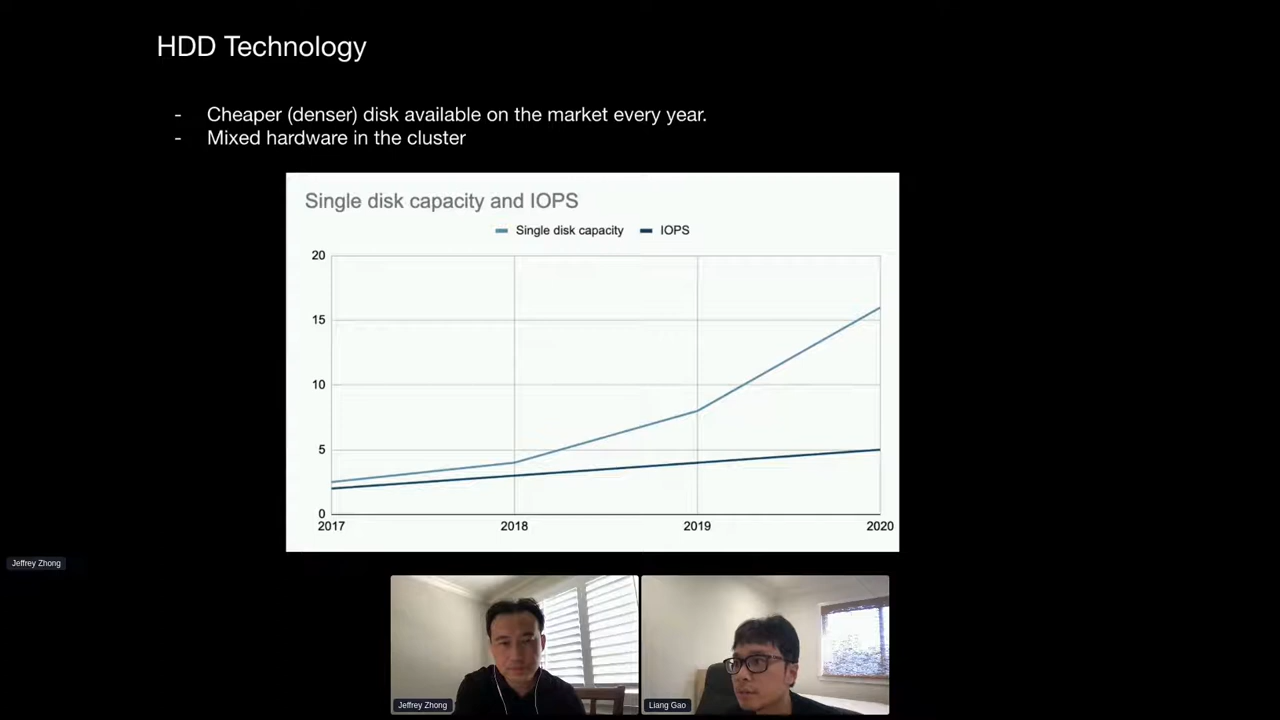 HDD Technology
- Cheaper (denser) disk available on the market every year.
- Mixed hardware in the cluster
Single disk capacity and IOPS
Single disk capacity IOPS
20
15
10
5
0
2017 2018 2019 2020
Jeffrey Zhong
Jeffrey Zhong Liang Gao